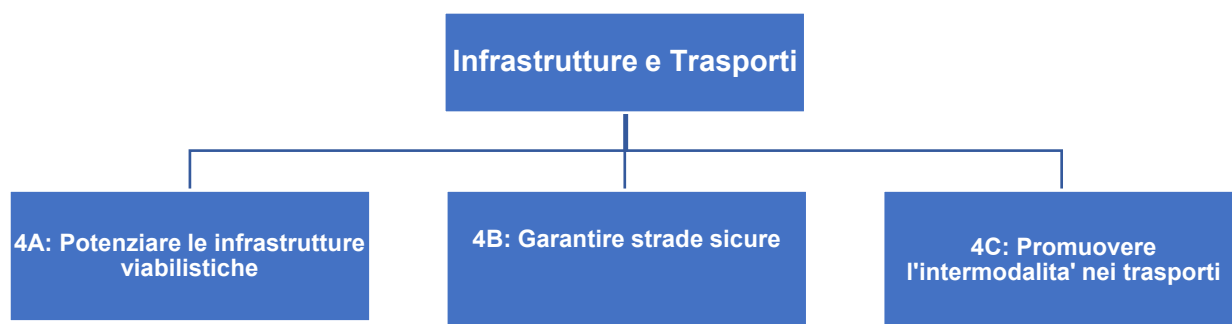 Infrastrutture e Trasporti
4A: Potenziare le infrastrutture
viabilistiche
4B: Garantire strade sicure
4C: Promuovere
l'intermodalita' nei trasporti